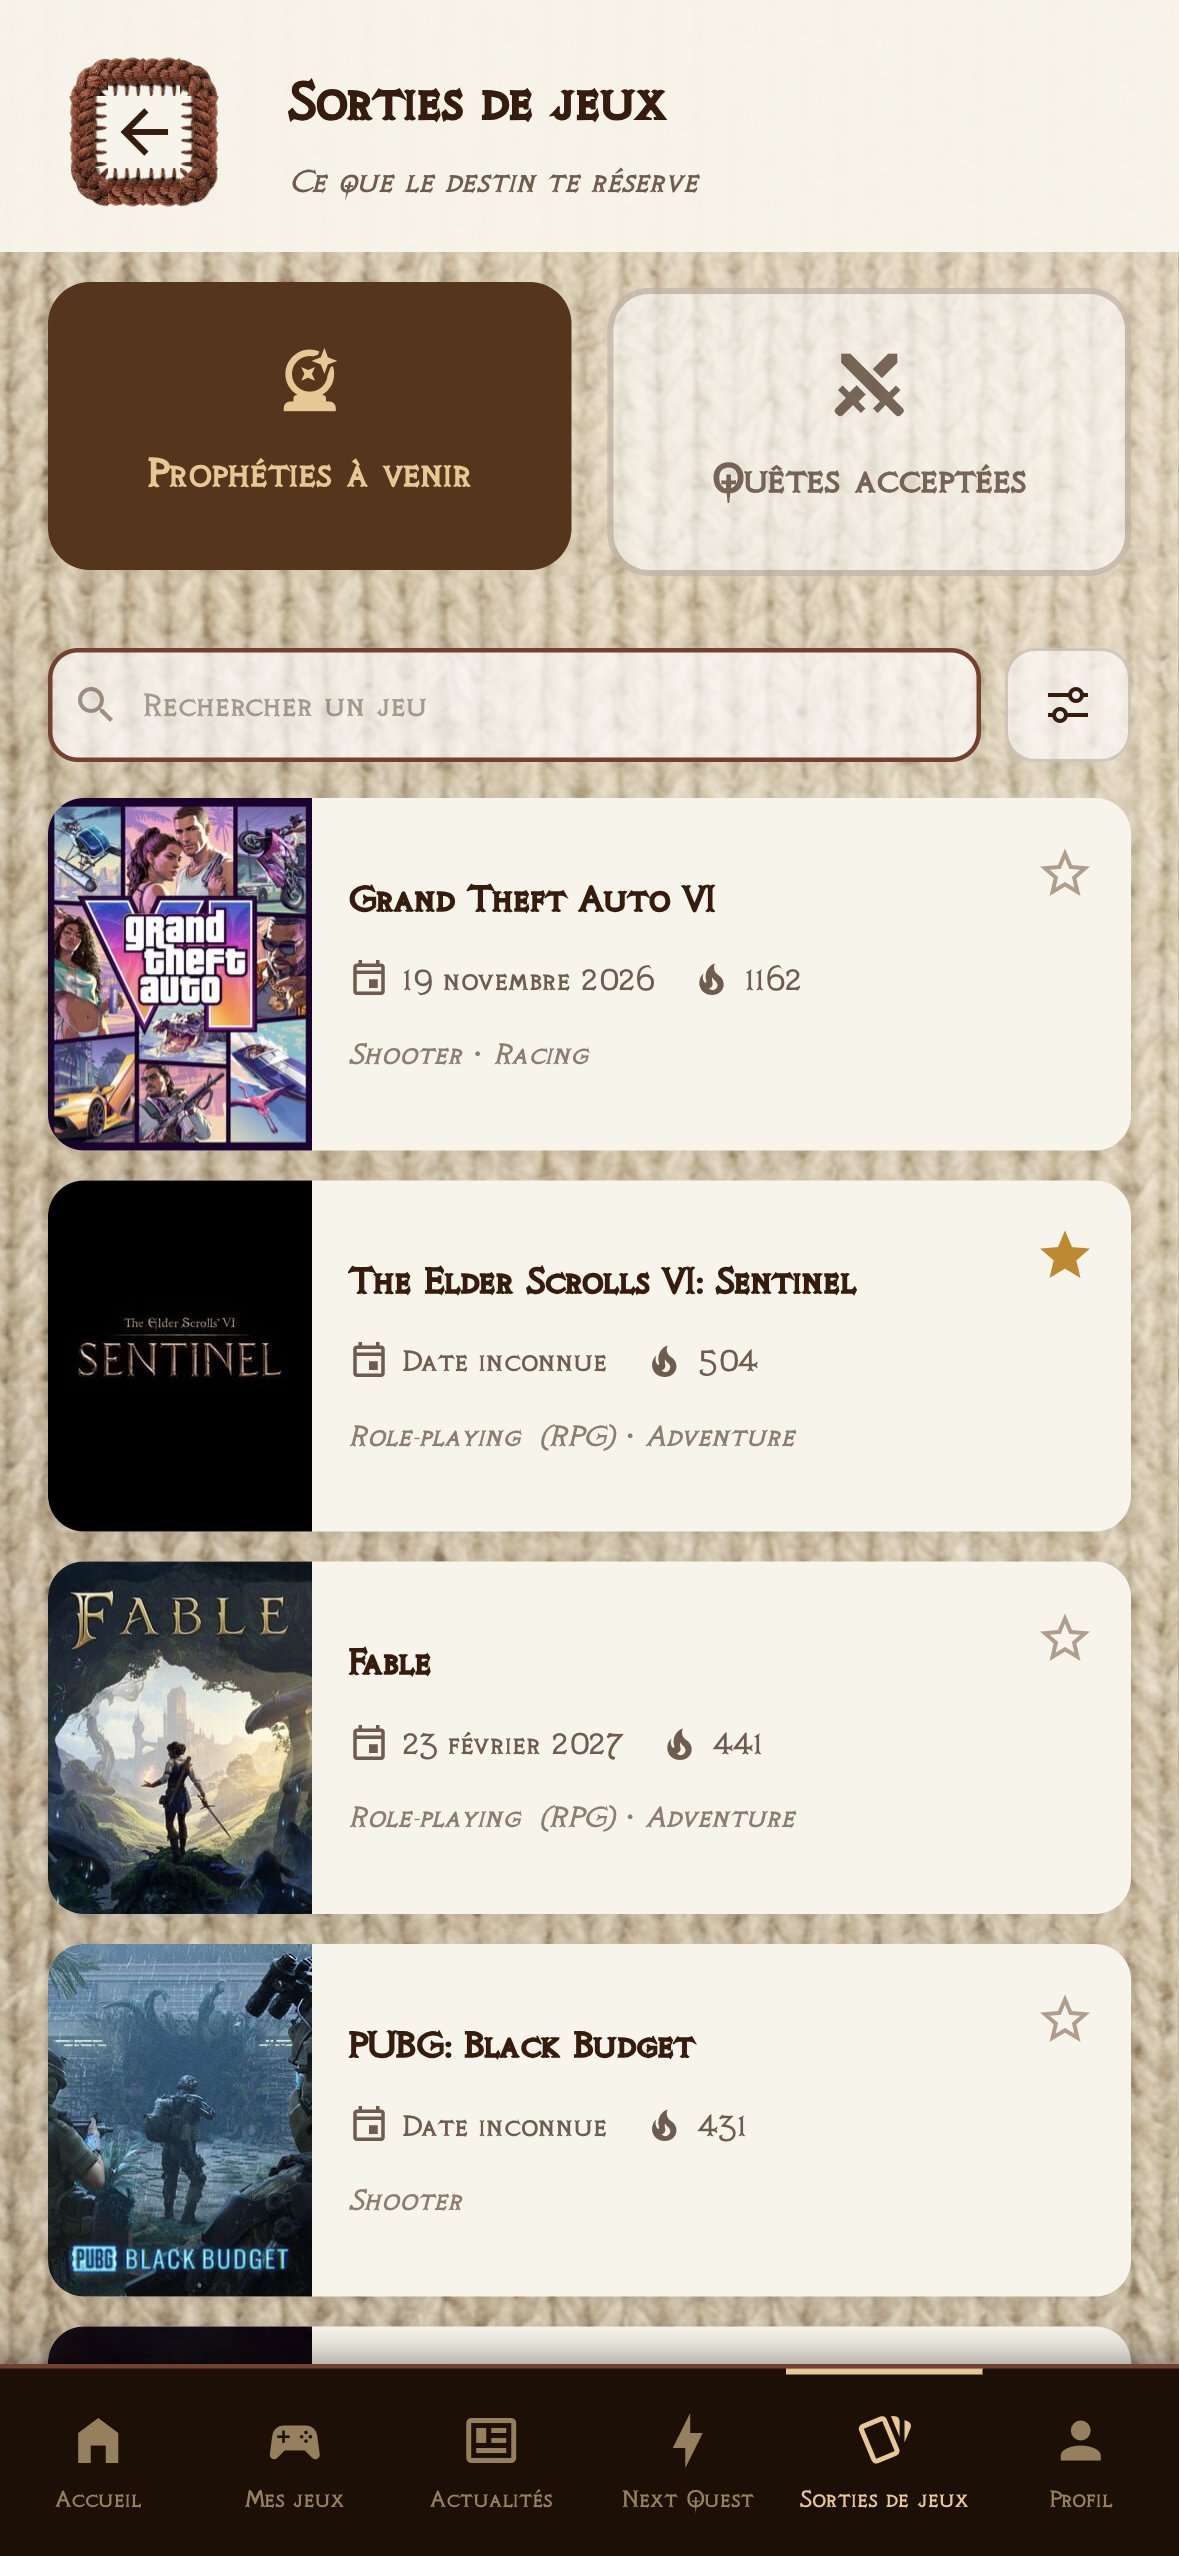 Sorties de jeux
Ce que le destin te réserve
Prophéties à venir
Quêtes acceptées
Rechercher un jeu
grand
theft
auto
VI
Grand Theft Auto VI
19 novembre 2026 1162
Shooter • Racing
The Elder Scrolls VI
SENTINEL
The Elder Scrolls VI: Sentinel
Date inconnue 504
Role-playing (RPG) • Adventure
FABLE
Fable
23 février 2027 441
Role-playing (RPG) • Adventure
PUBG BLACK BUDGET
PUBG: Black Budget
Date inconnue 431
Shooter
Accueil
Mes jeux
Actualités
Next Quest
Sorties de jeux
Profil